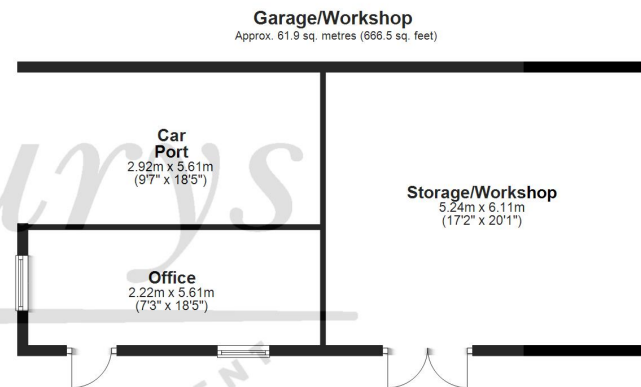 Garage/Workshop
Approx. 61.9 sq. metres (666.5 sq. feet)
Car
Port
2.92m x 5.61m
(9'7" x 18'5")
Storage/Workshop
5.24m x 6.11m
(17'2" x 20'1")
Office
2.22m x 5.61m
(7'3" x 18'5")